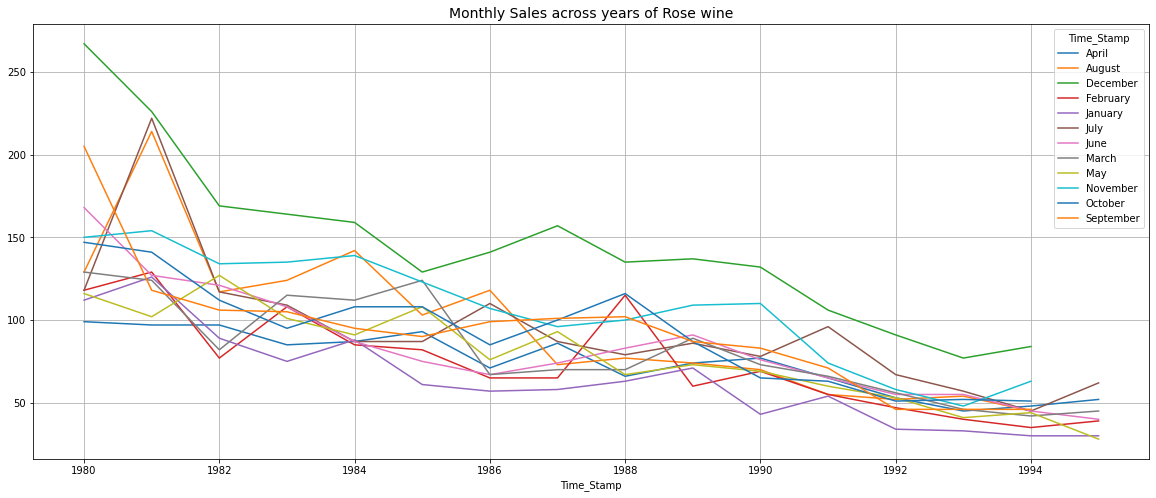 Monthly Sales across years of Rose wine
Time_Stamp
April
August
December
February
January
July
June
March
May
November
October
September
250
200
150
100
50
1980
1982
1984
1986
1988
1990
1992
1994
Time_Stamp